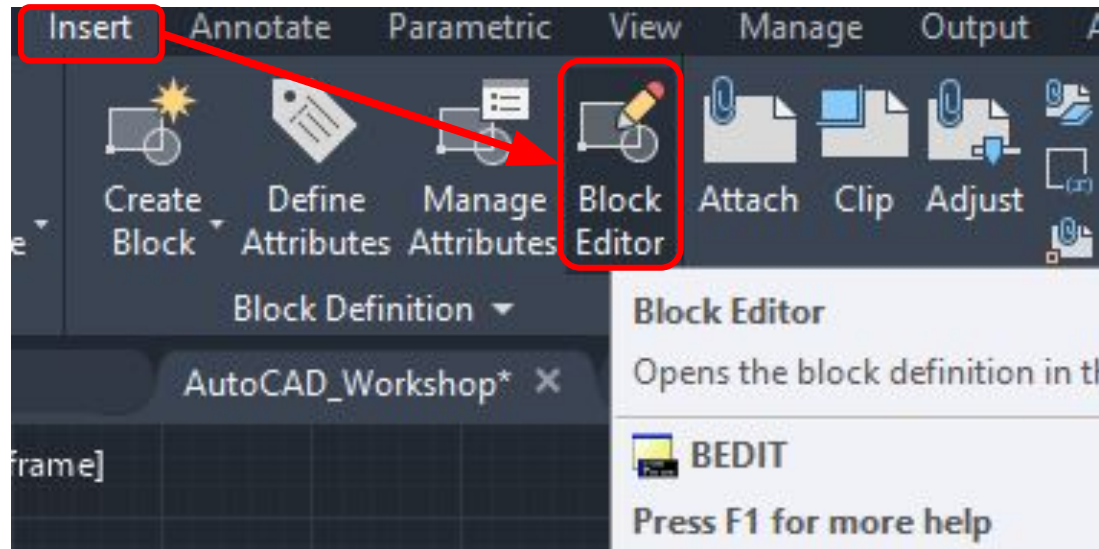 Insert Annotate Parametric View Manage Output A
Create Block
Define Attributes
Manage Attributes
Block Editor
Attach Clip Adjust
(x)
e
Block Definition
Block Editor
Opens the block definition in th
AutoCAD_Workshop*
BEDIT
frame]
Press F1 for more help